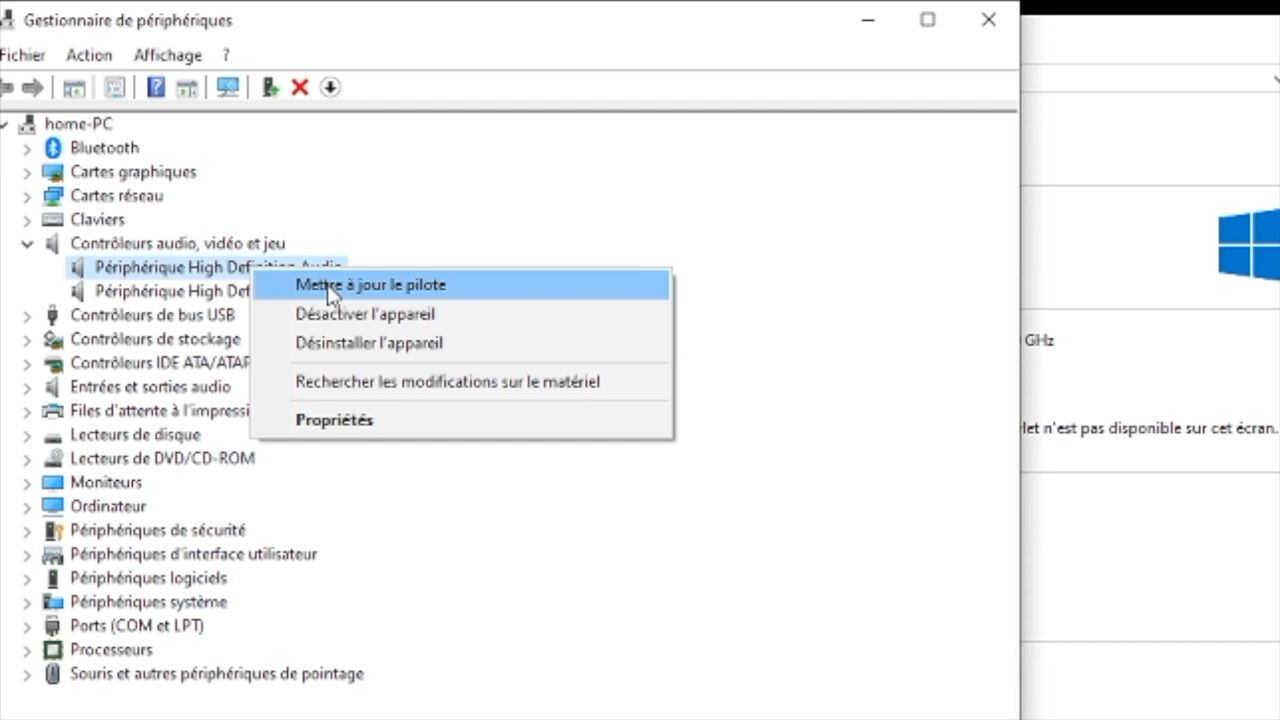 Gestionnaire de périphériques
Fichier Action Affichage ?
home-PC
Bluetooth
Cartes graphiques
Cartes réseau
Claviers
Contrôleurs audio, vidéo et jeu
Périphérique High Definition Audio
Périphérique High Def
Mettre à jour le pilote
Désactiver l'appareil
Désinstaller l'appareil
Rechercher les modifications sur le matériel
Propriétés
Contrôleurs de bus USB
Contrôleurs de stockage
Contrôleurs IDE ATA/ATAP
Entrées et sorties audio
Files d'attente à l'impressi
Lecteurs de disque
Lecteurs de DVD/CD-ROM
Moniteurs
Ordinateur
Périphériques de sécurité
Périphériques d'interface utilisateur
Périphériques logiciels
Périphériques système
Ports (COM et LPT)
Processeurs
Souris et autres périphériques de pointage
GHz
n'est pas disponible sur cet écran.